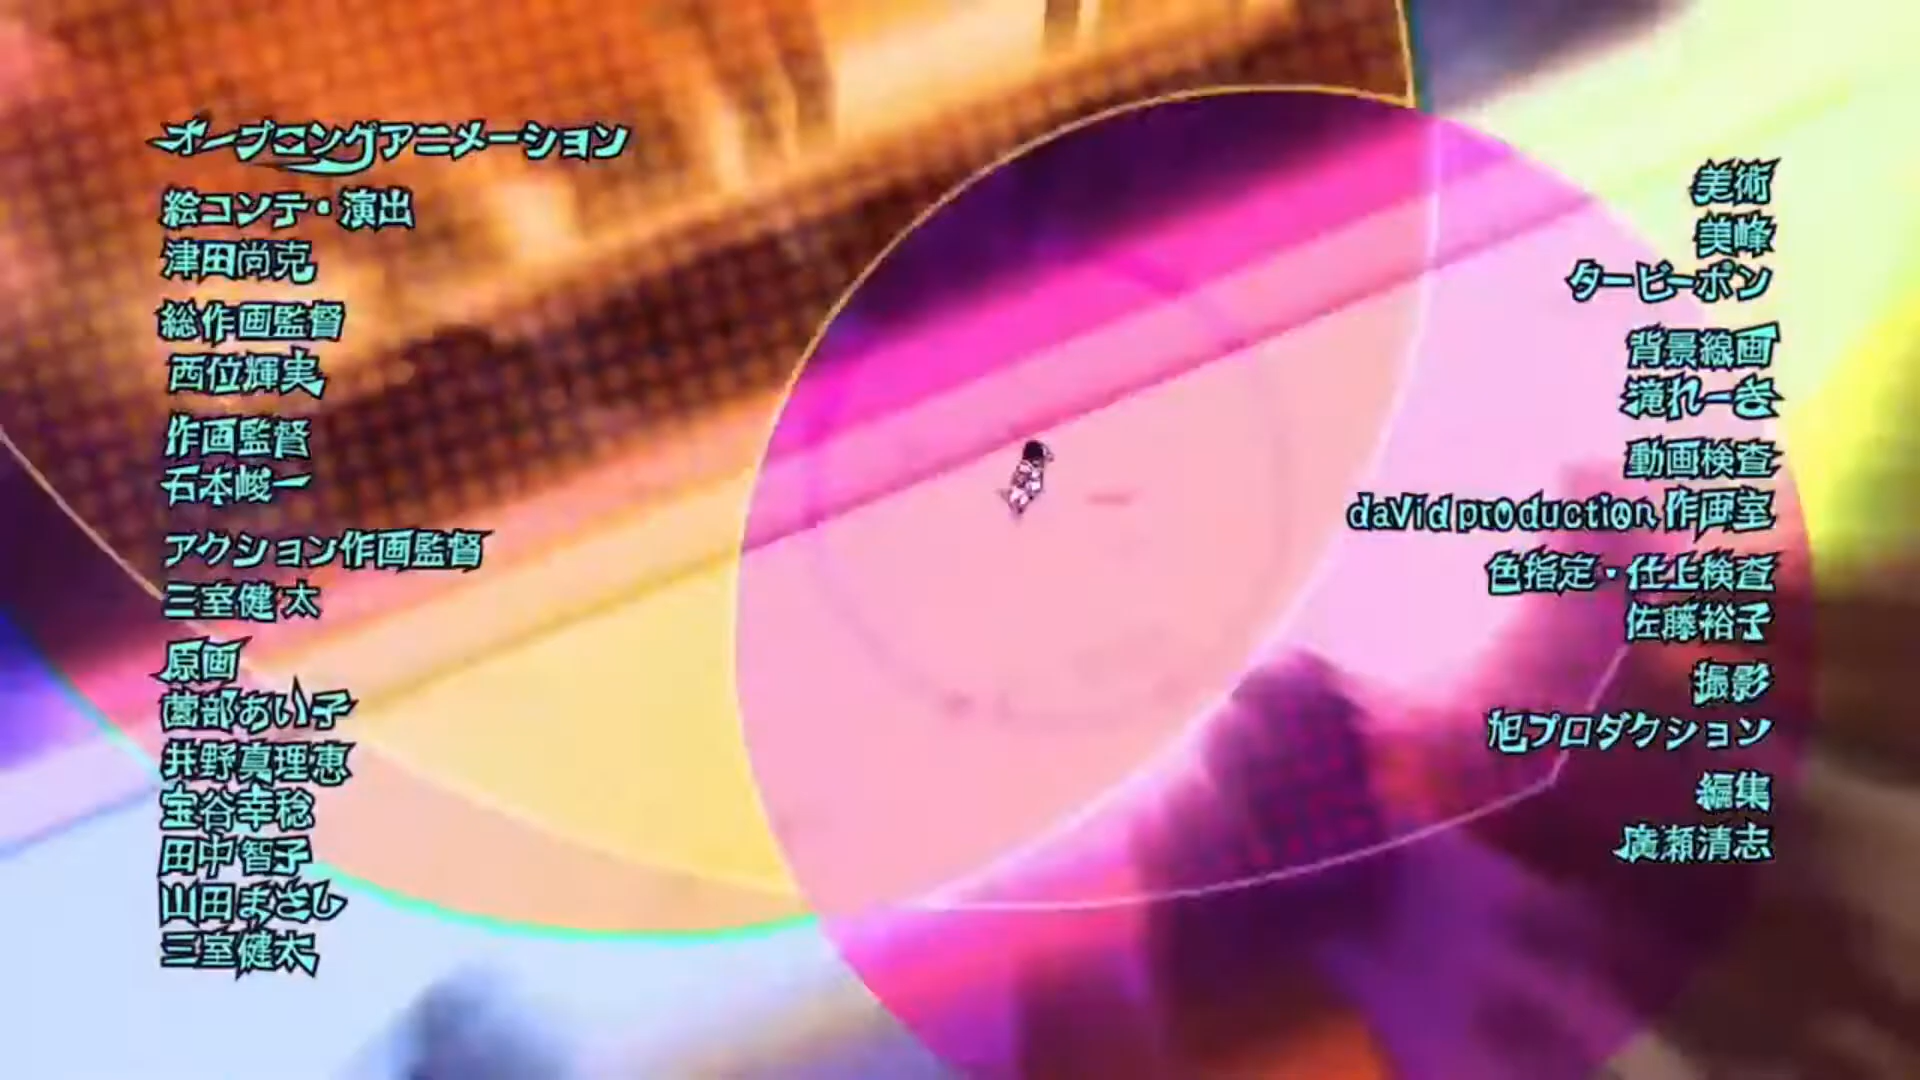 オープニングアニメーション
絵コンテ・演出
津田尚克
総作画監督
西位輝実
作画監督
石本峻一
アクション作画監督
三室健太
原画
薗部あい子
井野真理恵
宝谷幸稔
田中智子
山田まさし
三室健太
美術
美峰
タービーポン
背景線画
滝れーき
動画検査
david production 作画室
色指定・仕上検査
佐藤裕子
撮影
旭プロダクション
編集
廣瀬清志